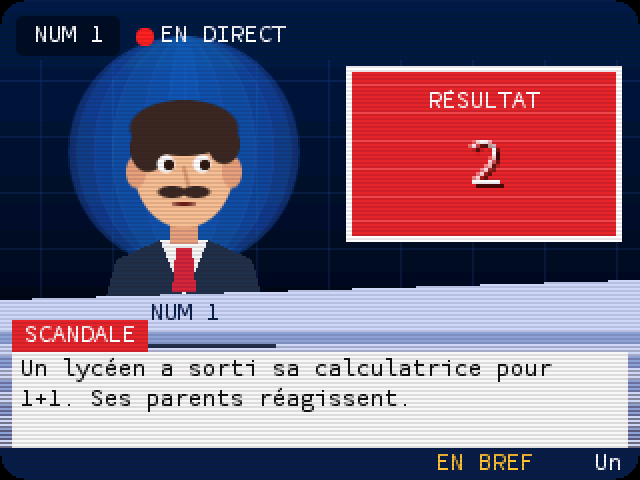 NUM 1
EN DIRECT
RÉSULTAT
2
NUM 1
SCANDALE
Un lycéen a sorti sa calculatrice pour
1+1. Ses parents réagissent.
EN BREF Un